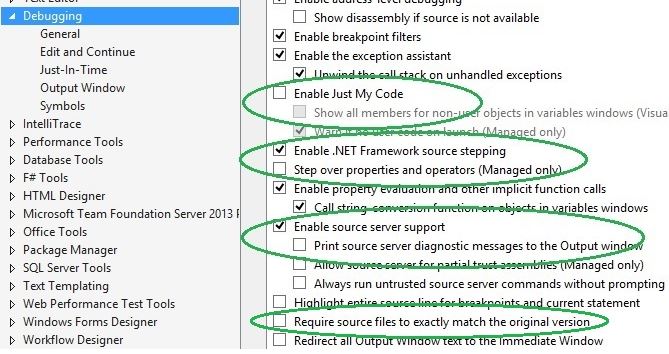 Text Editor
Debugging
General
Edit and Continue
Just-In-Time
Output Window
Symbols
IntelliTrace
Performance Tools
Database Tools
F# Tools
HTML Designer
Microsoft Team Foundation Server 2013
Office Tools
Package Manager
SQL Server Tools
Text Templating
Web Performance Test Tools
Windows Forms Designer
Workflow Designer
Enable address-level debugging
Show disassembly if source is not available
Enable breakpoint filters
Enable the exception assistant
Unwind the call stack on unhandled exceptions
Enable Just My Code
Show all members for non-user objects in variables windows (Visua
Warn if no user code on launch (Managed only)
Enable .NET Framework source stepping
Step over properties and operators (Managed only)
Enable property evaluation and other implicit function calls
Call string-conversion function on objects in variables windows
Enable source server support
Print source server diagnostic messages to the Output window
Allow source server for partial trust assemblies (Managed only)
Always run untrusted source server commands without prompting
Highlight entire source line for breakpoints and current statement
Require source files to exactly match the original version
Redirect all Output Window text to the Immediate Window